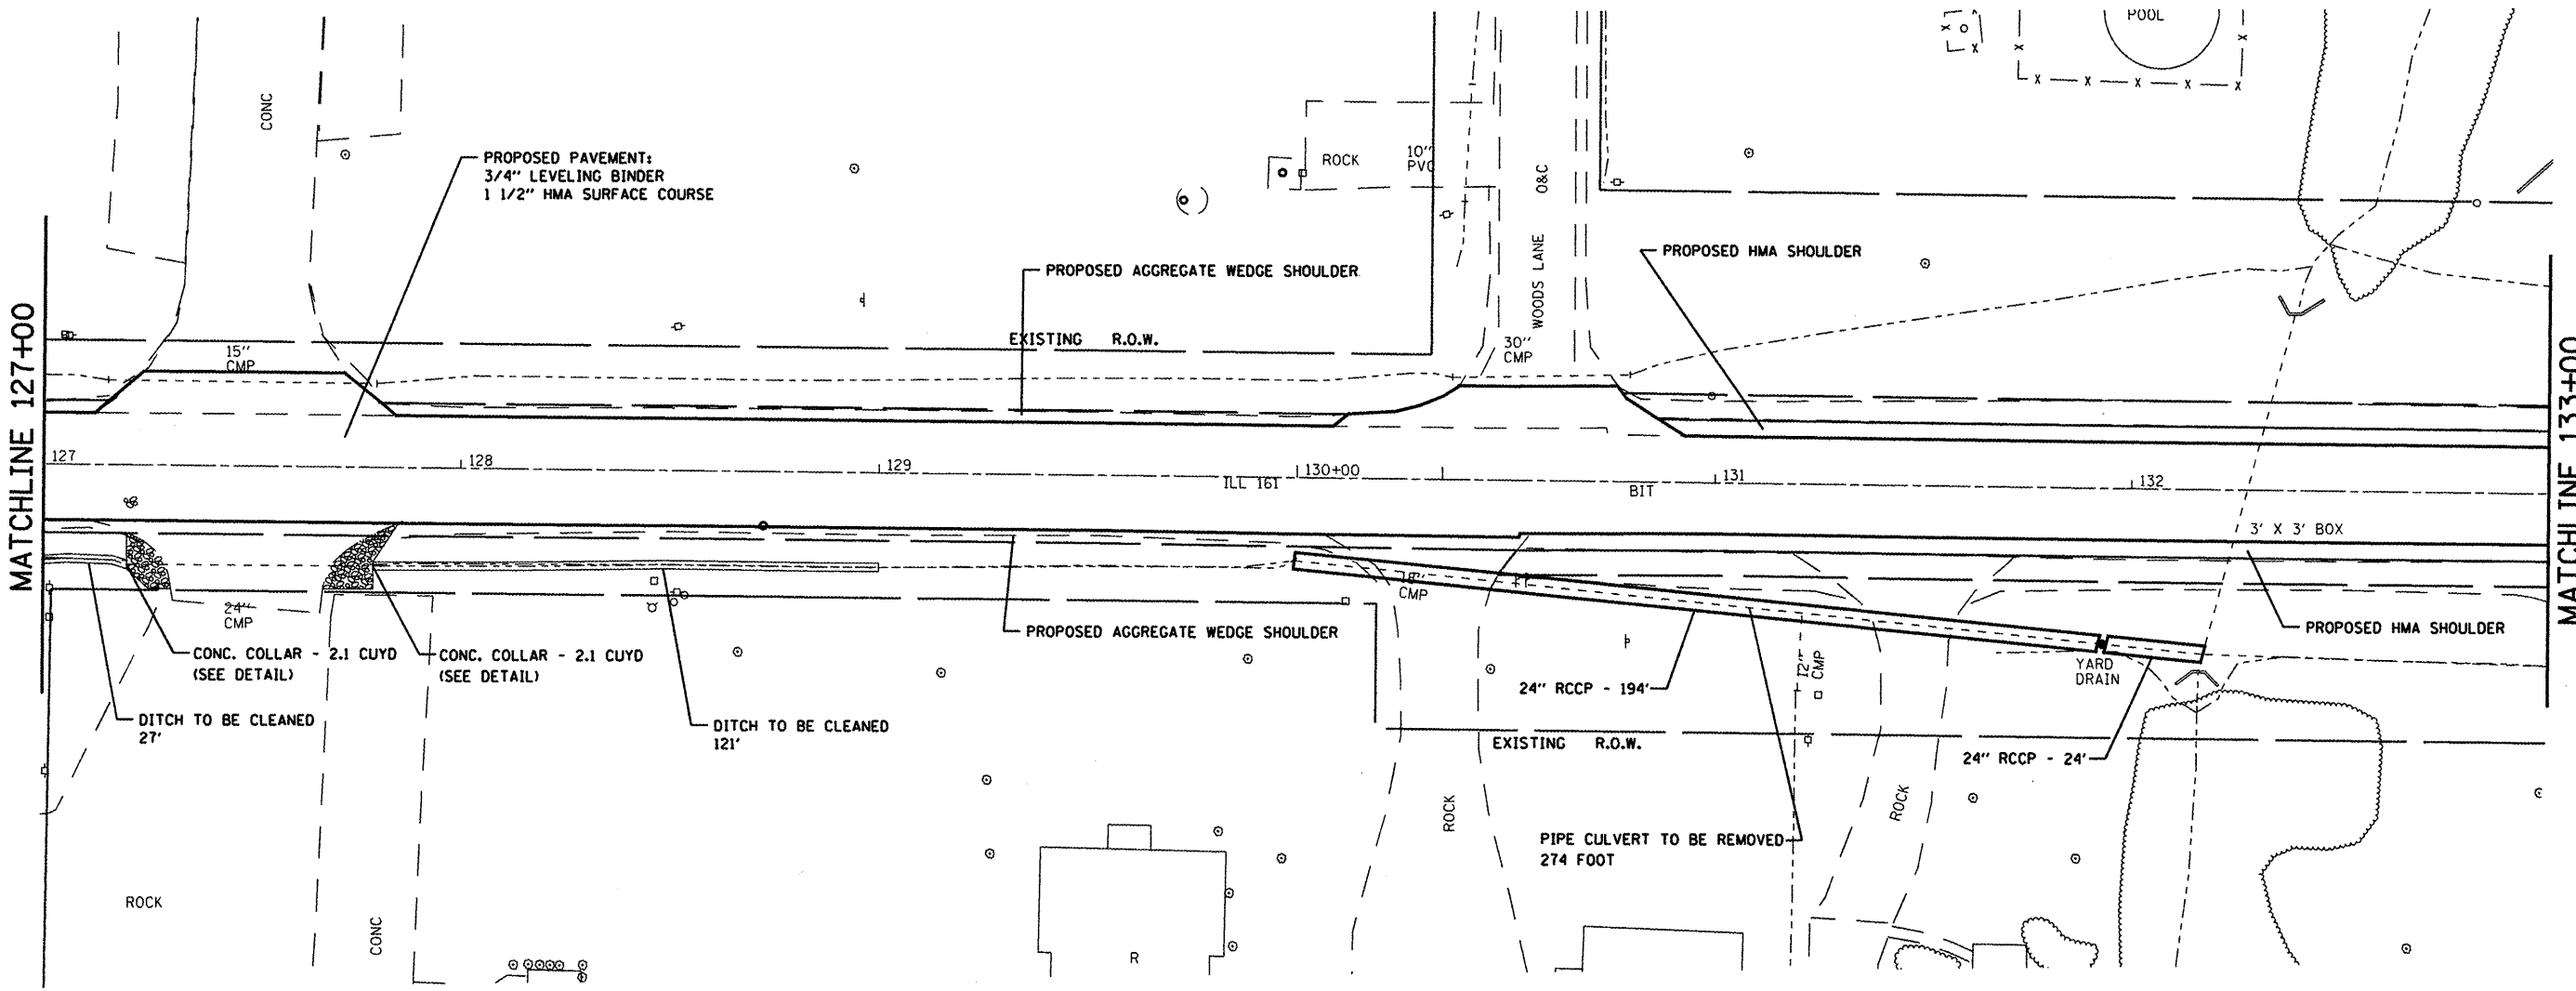 POOL
CONC
PROPOSED PAVEMENT:
3/4" LEVELING BINDER
1 1/2" HMA SURFACE COURSE
ROCK
10"
PVC
O&C
WOODS LANE
PROPOSED AGGREGATE WEDGE SHOULDER
PROPOSED HMA SHOULDER
EXISTING R.O.W.
15"
CMP
30"
CMP
MATCHLINE 127+00
MATCHLINE 133+00
127
128
129
130+00
131
132
ILL 161
BIT
3' X 3' BOX
18"
CMP
24"
CMP
PROPOSED AGGREGATE WEDGE SHOULDER
PROPOSED HMA SHOULDER
CONC. COLLAR - 2.1 CUYD
(SEE DETAIL)
CONC. COLLAR - 2.1 CUYD
(SEE DETAIL)
12"
CMP
YARD
DRAIN
24" RCCP - 194'
DITCH TO BE CLEANED
27'
DITCH TO BE CLEANED
121'
EXISTING R.O.W.
24" RCCP - 24'
ROCK
ROCK
PIPE CULVERT TO BE REMOVED
274 FOOT
ROCK
CONC
R